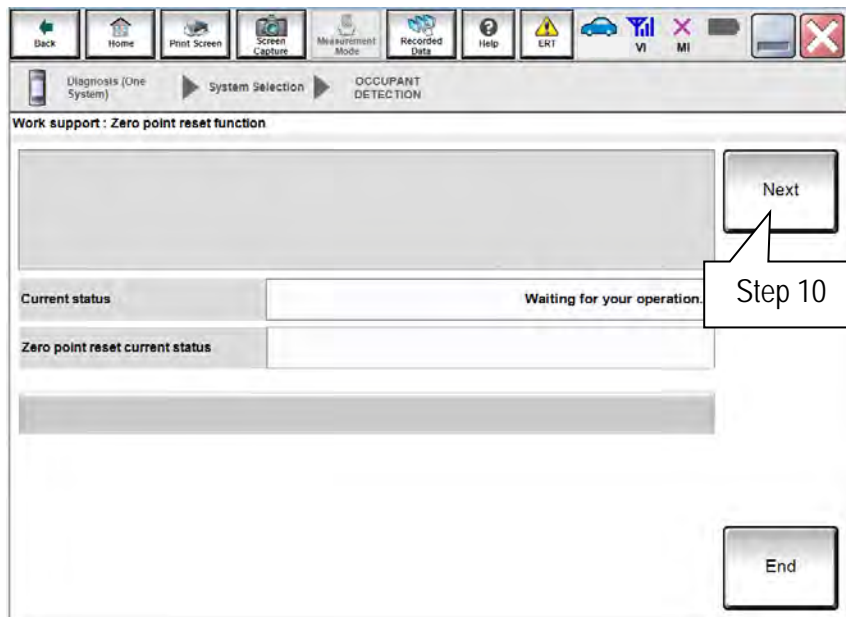 Back
Home
Print Screen
Screen
Capture
Measurement
Mode
Recorded
Data
Help
ERT
VI
MI
Diagnosis (One
System)
System Selection
OCCUPANT
DETECTION
Work support : Zero point reset function
Next
Step 10
Current status
Waiting for your operation.
Zero point reset current status
End